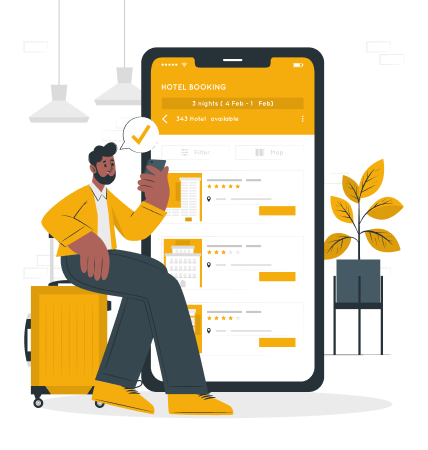 HOTEL BOOKING
3 nights ( 4 Feb - 1 Feb)
343 Hotel available
Filter
Map